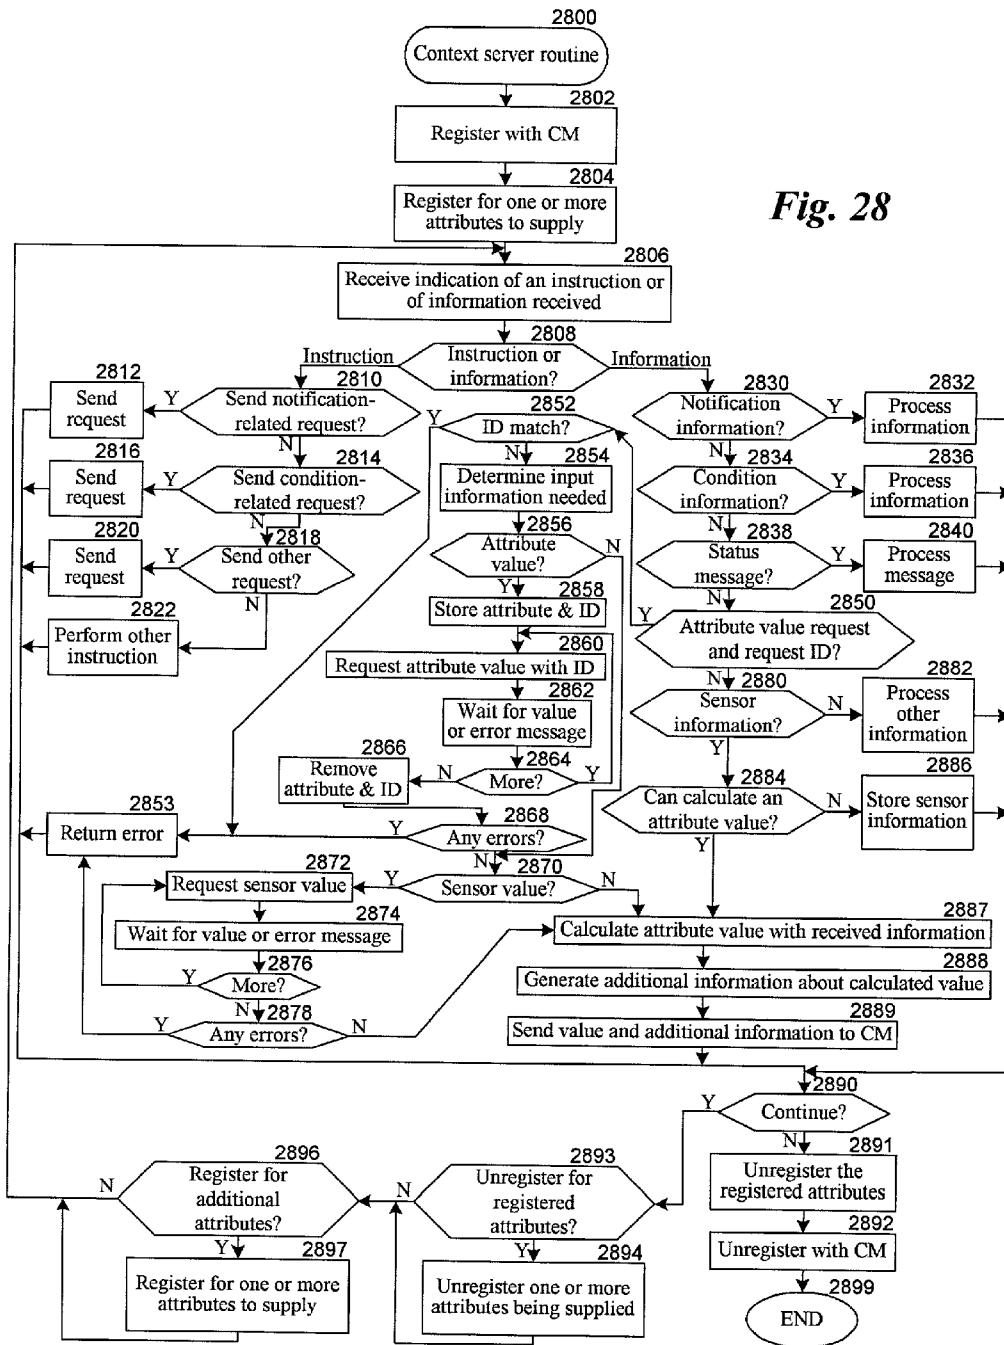 2800
Context server routine
2802
Register with CM
2804
Register for one or more
attributes to supply
Fig. 28
2806
Receive indication of an instruction or
of information received
2808
Instruction or
information?
Instruction
Information
2810
Send notification-
related request?
Y
N
2812
Send
request
2814
Send condition-
related request?
Y
N
2816
Send
request
2818
Send other
request?
Y
N
2820
Send
request
2822
Perform other
instruction
2830
Notification
information?
Y
N
2832
Process
information
2834
Condition
information?
Y
N
2836
Process
information
2838
Status
message?
Y
N
2840
Process
message
2850
Attribute value request
and request ID?
Y
N
2852
ID match?
Y
N
2854
Determine input
information needed
2856
Attribute
value?
N
Y
2858
Store attribute & ID
2860
Request attribute value with ID
2862
Wait for value
or error message
2864
More?
N
Y
2866
Remove
attribute & ID
2868
Any errors?
Y
N
2853
Return error
2870
Sensor value?
Y
N
2872
Request sensor value
2874
Wait for value or error message
2876
More?
Y
N
2878
Any errors?
Y
N
2880
Sensor
information?
N
Y
2882
Process
other
information
2884
Can calculate an
attribute value?
N
Y
2886
Store sensor
information
2887
Calculate attribute value with received information
2888
Generate additional information about calculated value
2889
Send value and additional information to CM
2890
Continue?
Y
N
2891
Unregister the
registered attributes
2892
Unregister with CM
2899
END
2893
Unregister for
registered
attributes?
N
Y
2894
Unregister one or more
attributes being supplied
2896
Register for
additional
attributes?
N
Y
2897
Register for one or more
attributes to supply